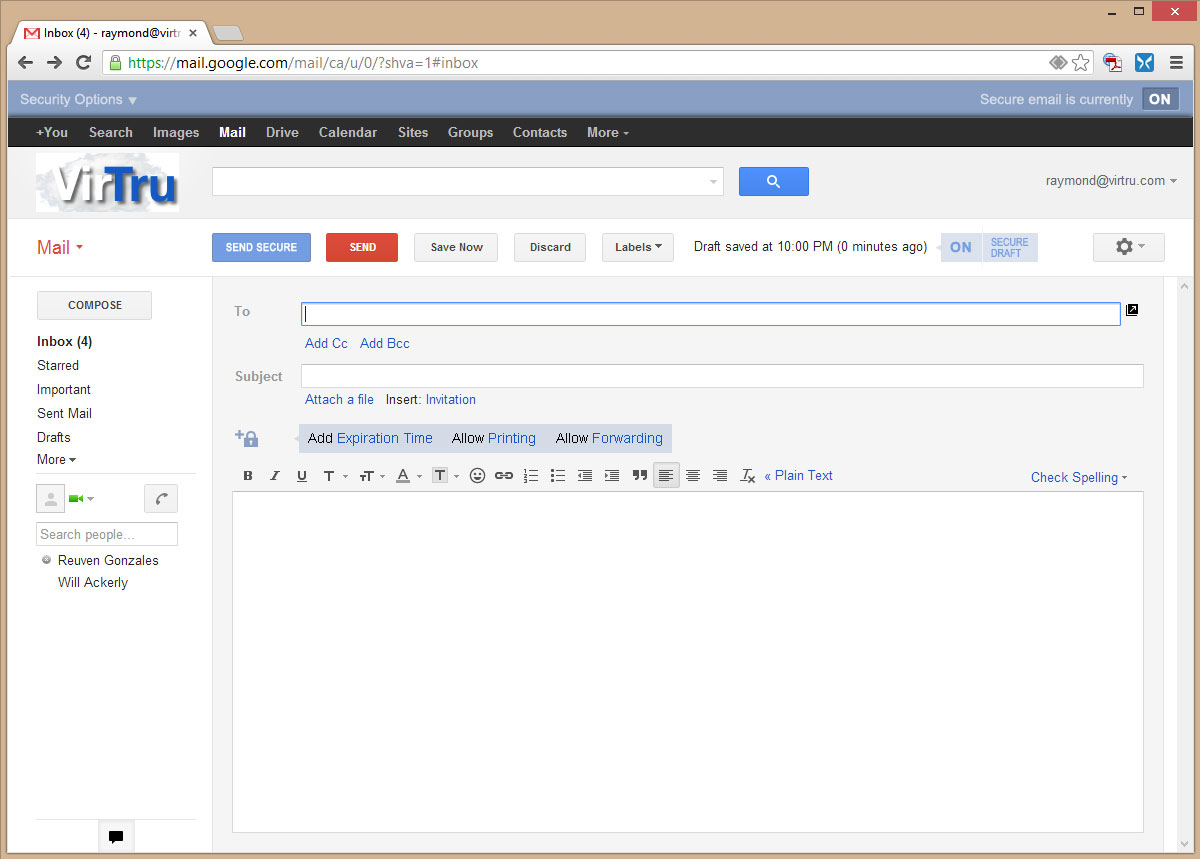 Inbox (4) - raymond@virtr
https://mail.google.com/mail/ca/u/0/?shva=1#inbox
Security Options
Secure email is currently ON
+You Search Images Mail Drive Calendar Sites Groups Contacts More
VirTru
raymond@virtru.com
Mail
SEND SECURE SEND Save Now Discard Labels Draft saved at 10:00 PM (0 minutes ago) ON SECURE DRAFT
COMPOSE
Inbox (4)
Starred
Important
Sent Mail
Drafts
More
Search people...
Reuven Gonzales
Will Ackerly
To
Add Cc Add Bcc
Subject
Attach a file Insert: Invitation
Add Expiration Time Allow Printing Allow Forwarding
B I U T T T A T « Plain Text Check Spelling